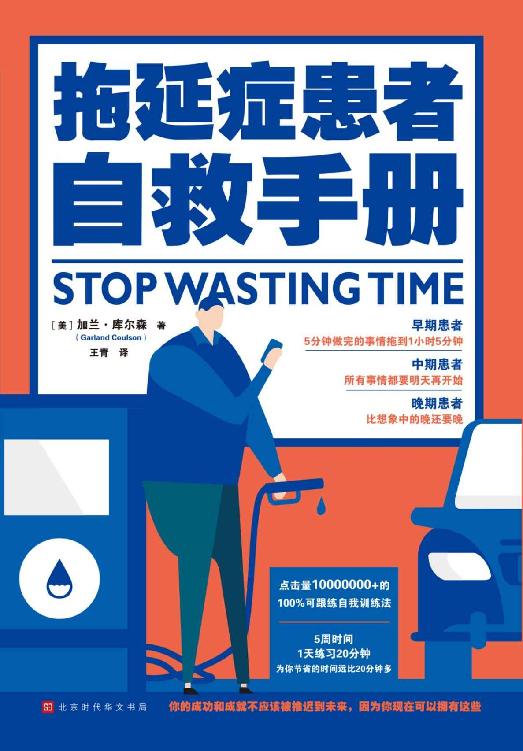 拖延症患者
自救手册
STOP WASTING TIME
［美］加兰·库尔森 著
（Garland Coulson）
王青 译
早期患者
5分钟做完的事情拖到1小时5分钟
中期患者
所有事情都要明天再开始
晚期患者
比想象中的晚还要晚
点击量10000000+的
100%可跟练自我训练法
5周时间
1天练习20分钟
为你节省的时间远比20分钟多
北京时代华文书局
你的成功和成就不应该被推迟到未来，因为你现在可以拥有这些